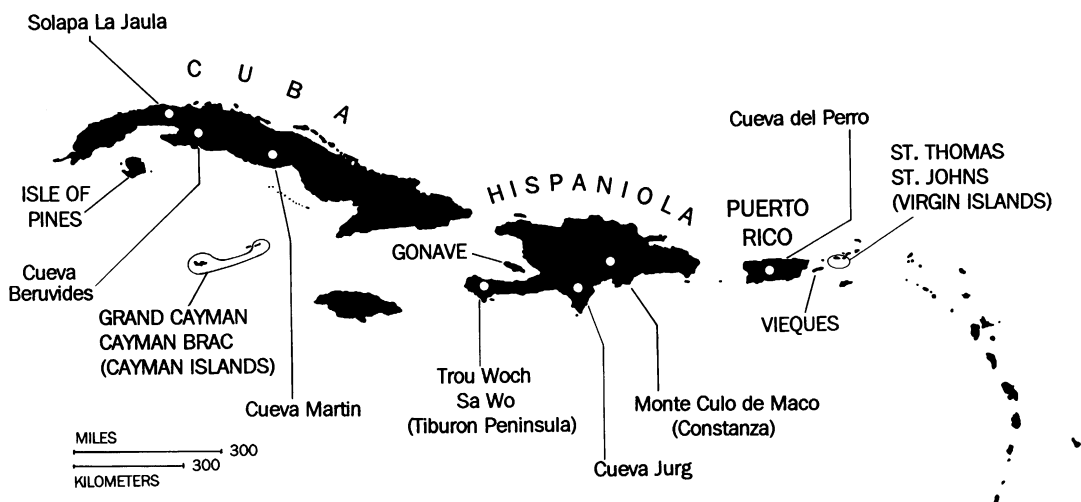 Solapa La Jaula
CUBA
Cueva del Perro
ST. THOMAS
ST. JOHNS
(VIRGIN ISLANDS)
HISPANIOLA
ISLE OF
PINES
PUERTO
RICO
GONAVE
Cueva
Beruvides
GRAND CAYMAN
CAYMAN BRAC
(CAYMAN ISLANDS)
VIEQUES
Cueva Martin
Trou Woch
Sa Wo
(Tiburon Peninsula)
Monte Culo de Maco
(Constanza)
Cueva Jurg
MILES
300
300
KILOMETERS